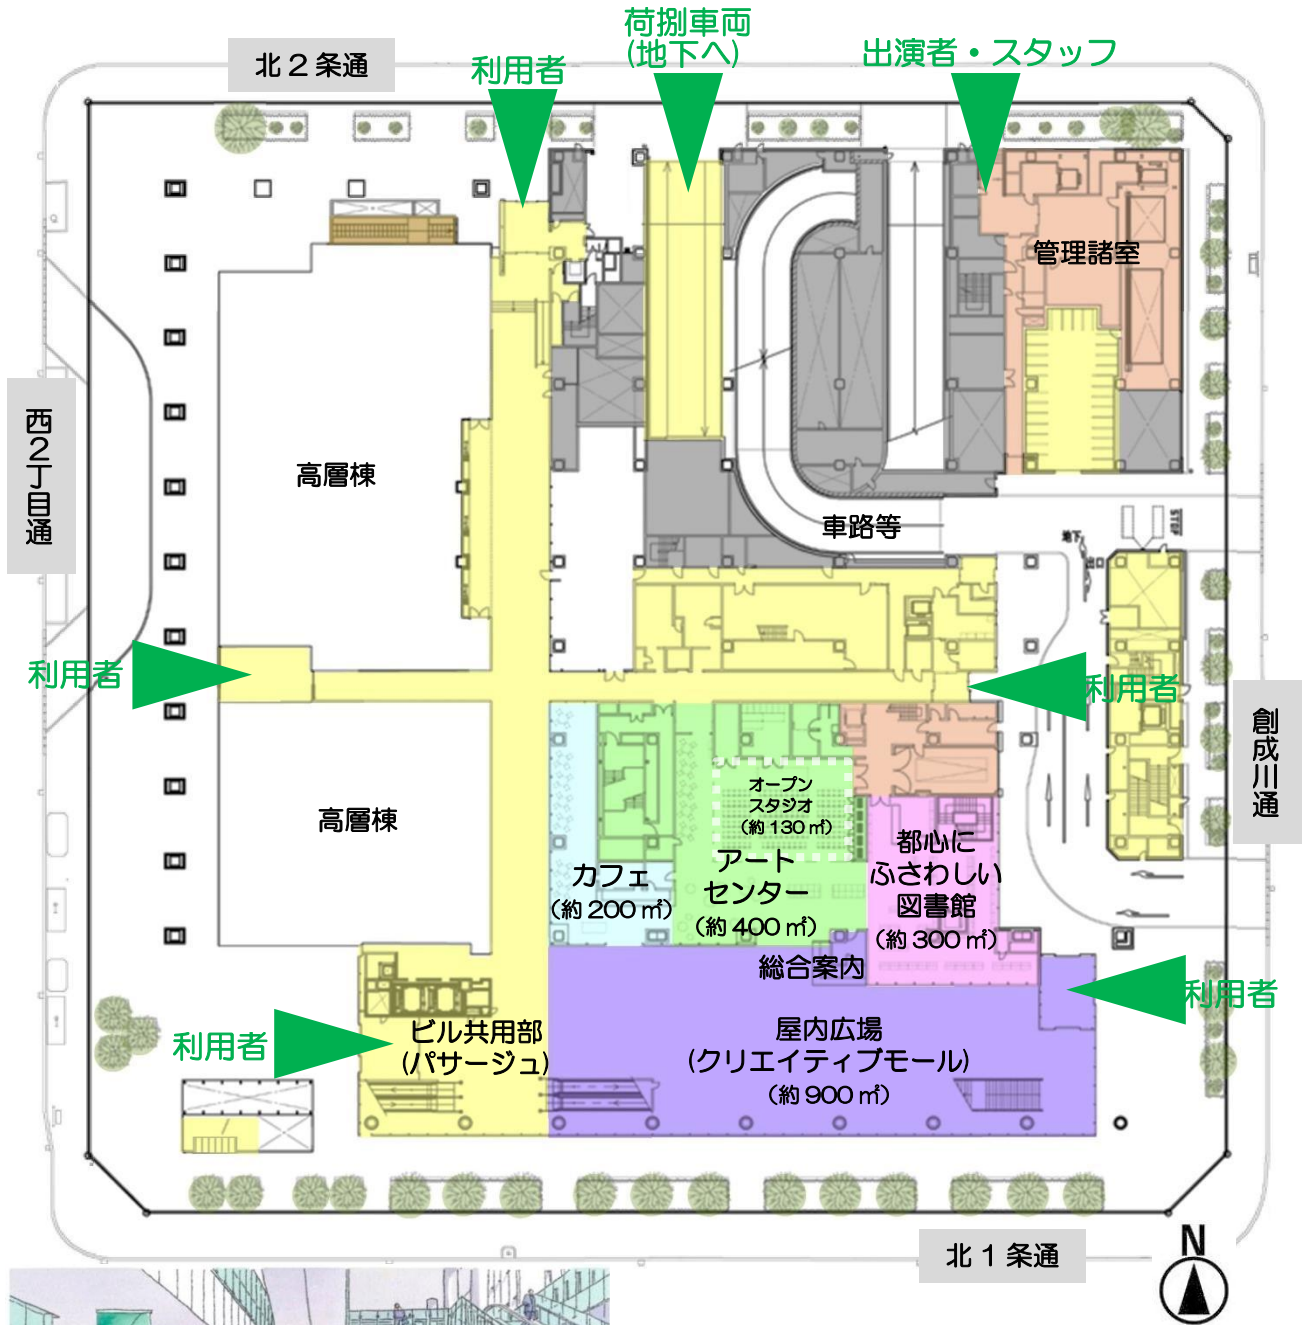 荷捌車両
(地下へ)
北2条通
利用者
出演者・スタッフ
管理諸室
西2丁目通
高層棟
車路等
STOP
地下
利用者
利用者
創成川通
高層棟
オープン
スタジオ
(約130㎡)
カフェ
(約200㎡)
アート
センター
(約400㎡)
都心に
ふさわしい
図書館
(約300㎡)
総合案内
利用者
利用者
ビル共用部
(パサージュ)
屋内広場
(クリエイティブモール)
(約900㎡)
北1条通
N